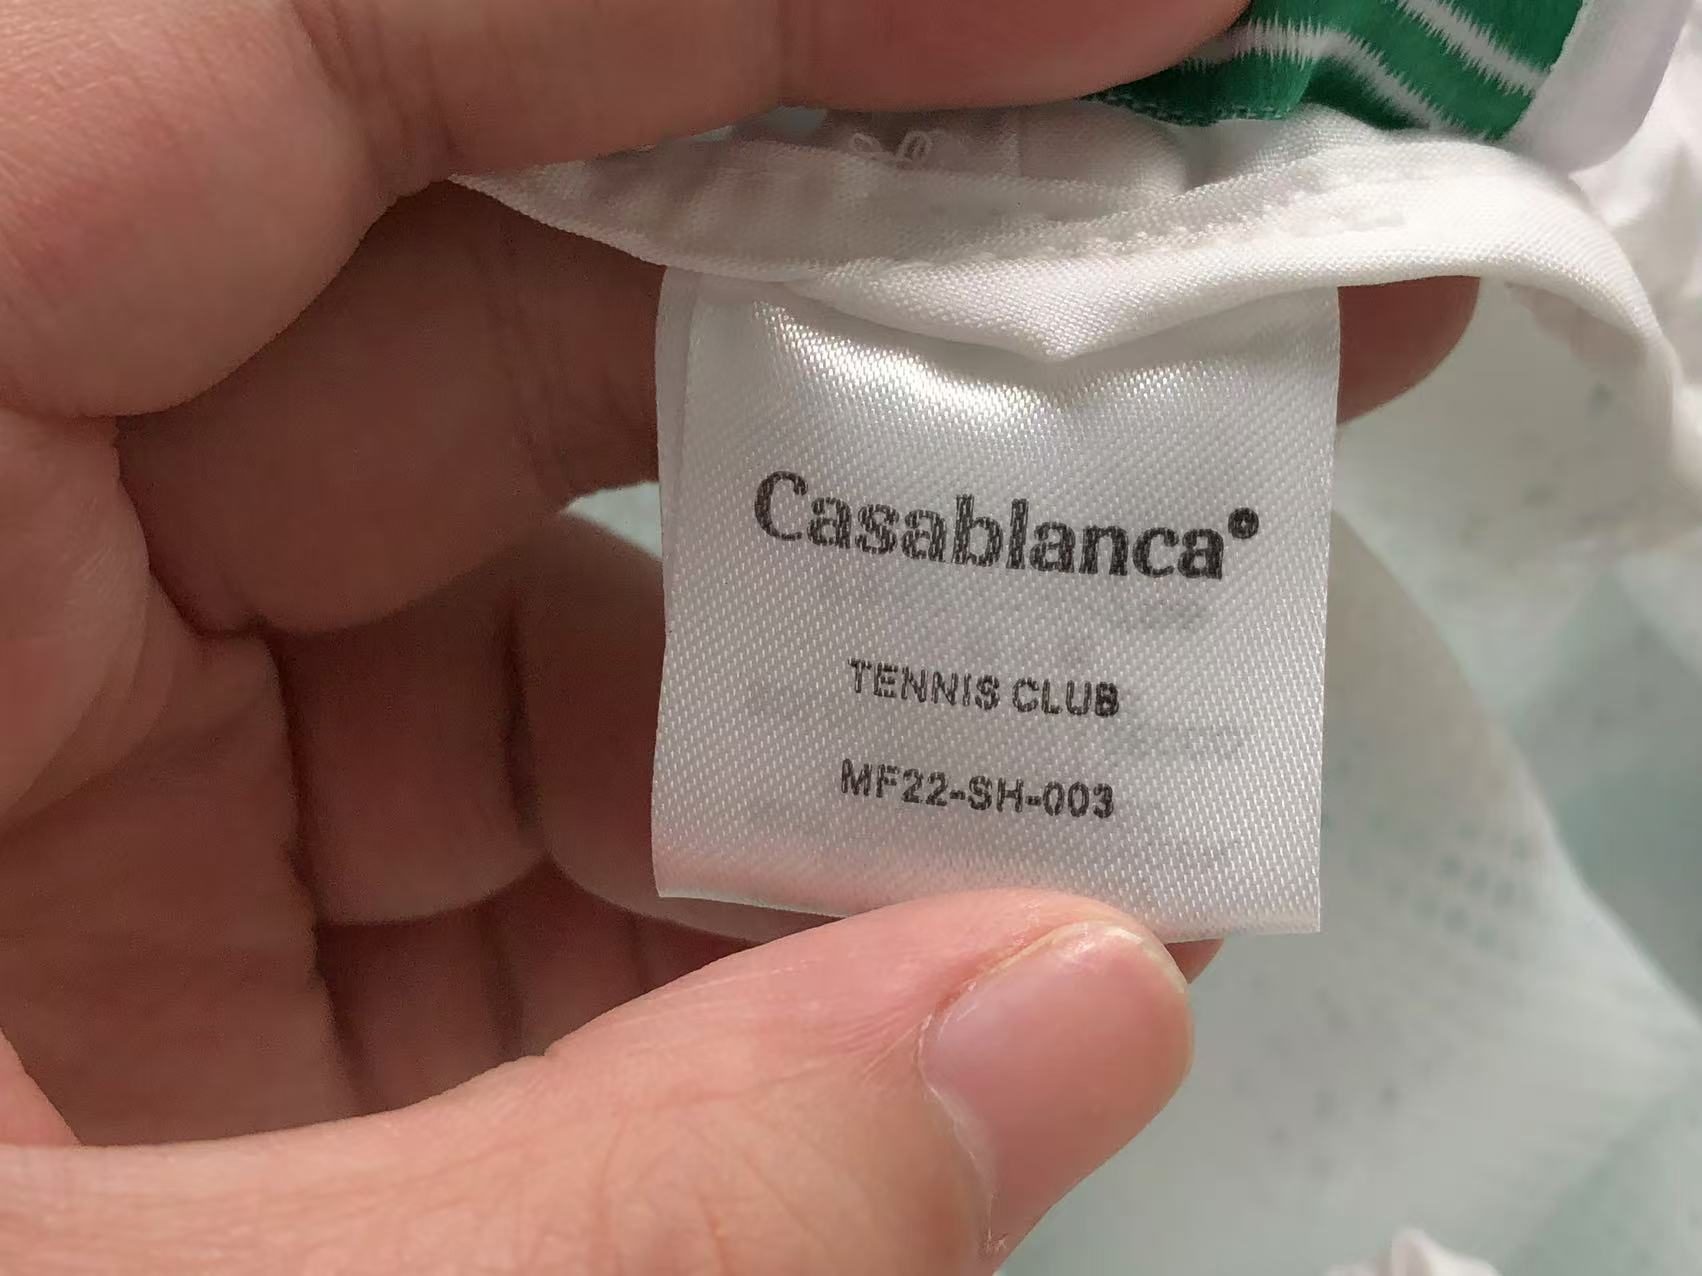 Casablanca®
TENNIS CLUB
MF22-SH-003